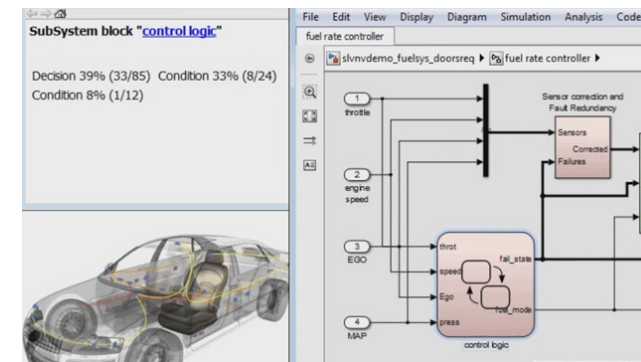 SubSystem block "control logic"
Decision 39% (33/85) Condition 33% (8/24)
Condition 8% (1/12)
File Edit View Display Diagram Simulation Analysis Code
fuel rate controller
slvnvdemo_fuelsys_doorsreq fuel rate controller
1
throttle
2
engine
speed
3
EGO
4
MAP
Sensor correction and
Fault Redundancy
Sensors
Corrected
Failures
throt
fail_state
speed
Ego
fuel_mode
press
control logic